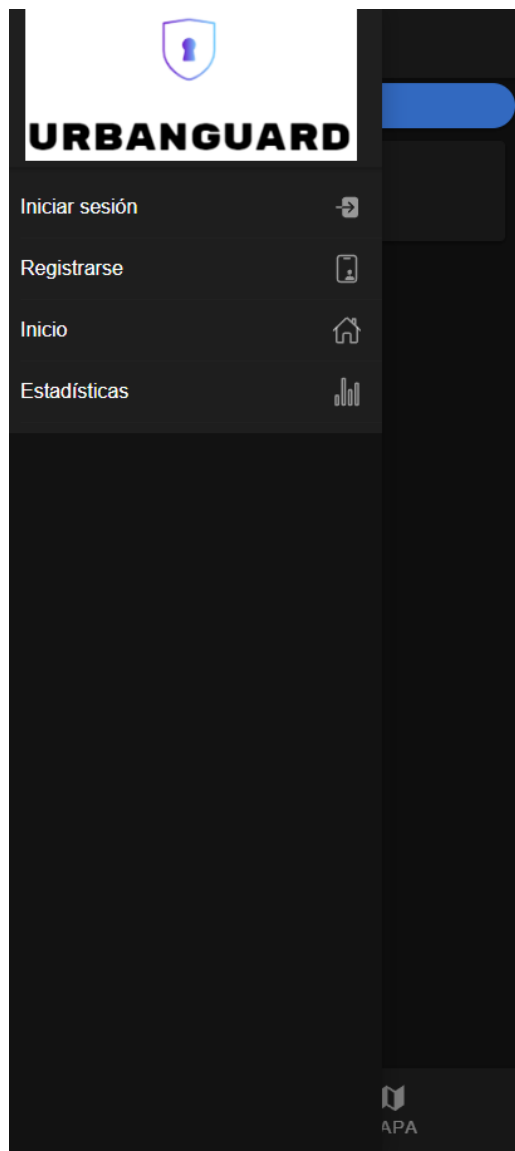 URBANGUARD
Iniciar sesión
Registrarse
Inicio
Estadísticas
APA